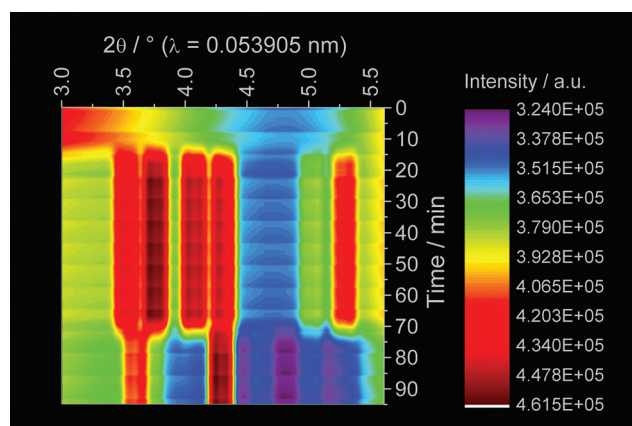 2θ / ° (λ = 0.053905 nm)
3.0 3.5 4.0 4.5 5.0 5.5
0
10
20
30
40
50
60
70
80
90
Time / min
Intensity / a.u.
3.240E+05
3.378E+05
3.515E+05
3.653E+05
3.790E+05
3.928E+05
4.065E+05
4.203E+05
4.340E+05
4.478E+05
4.615E+05